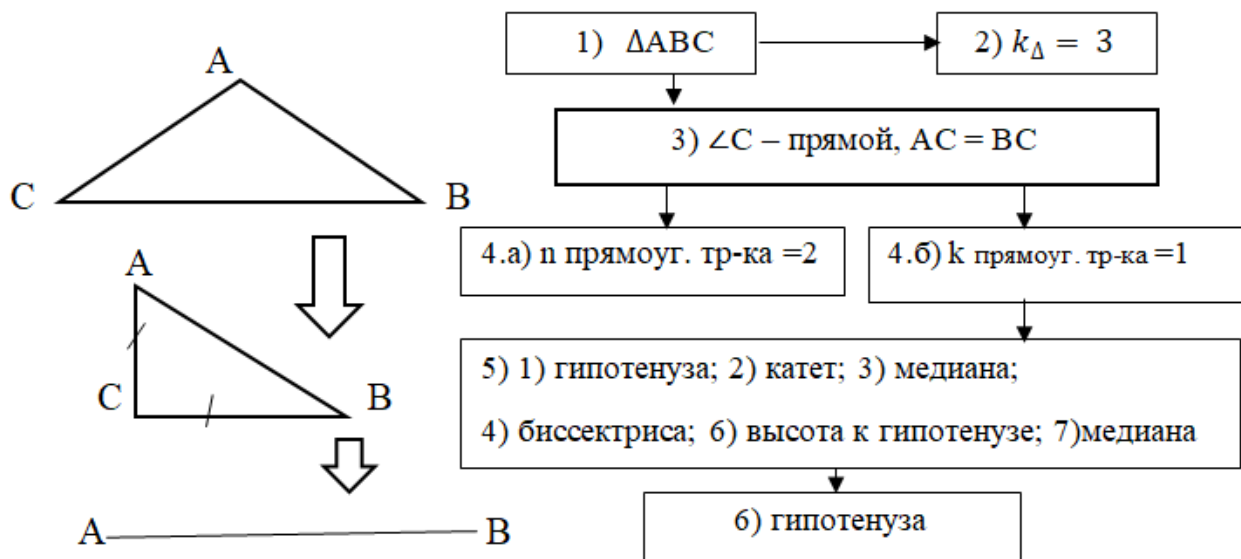 1) ΔABC
2) k_Δ = 3
A
C
B
3) ∠C – прямой, AC = BC
A
C
B
4.а) n прямоуг. тр-ка =2
4.б) k прямоуг. тр-ка =1
5) 1) гипотенуза; 2) катет; 3) медиана;
4) биссектриса; 6) высота к гипотенузе; 7)медиана
6) гипотенуза
A
B